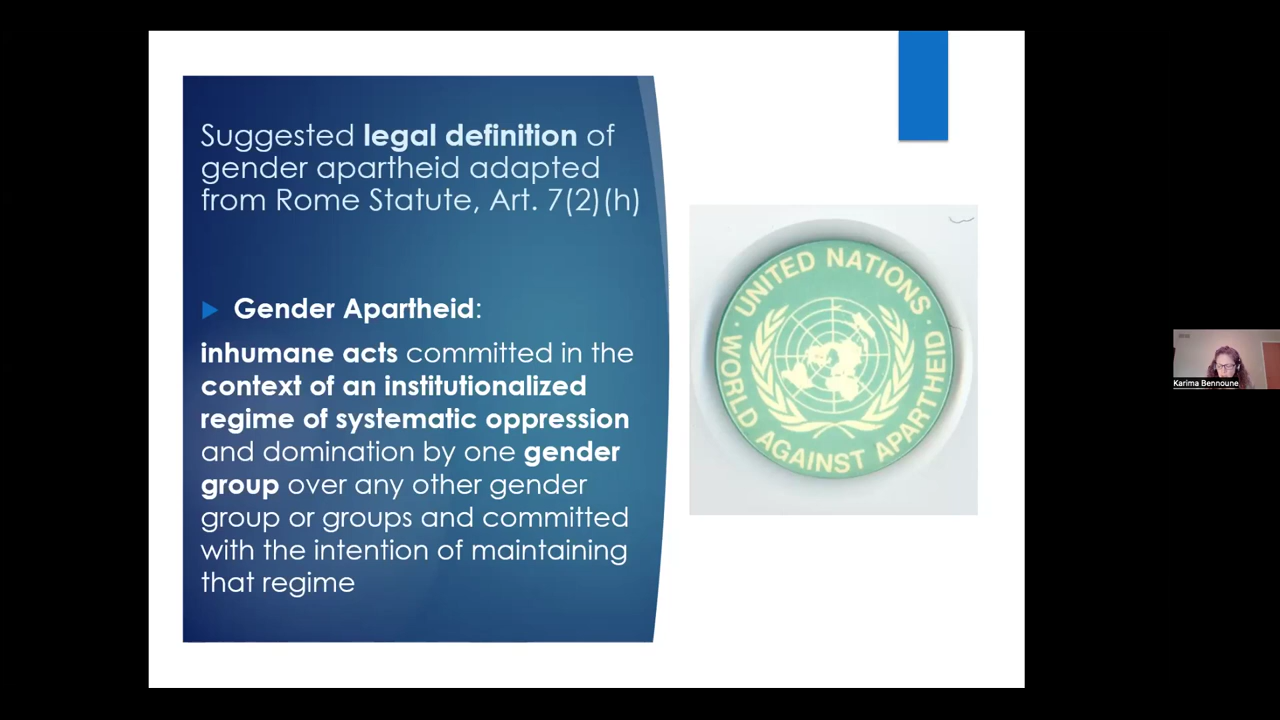 Suggested legal definition of
gender apartheid adapted
from Rome Statute, Art. 7(2)(h)
Gender Apartheid:
inhumane acts committed in the
context of an institutionalized
regime of systematic oppression
and domination by one gender
group over any other gender
group or groups and committed
with the intention of maintaining
that regime
UNITED NATIONS
WORLD AGAINST APARTHEID
Karima Bennoune